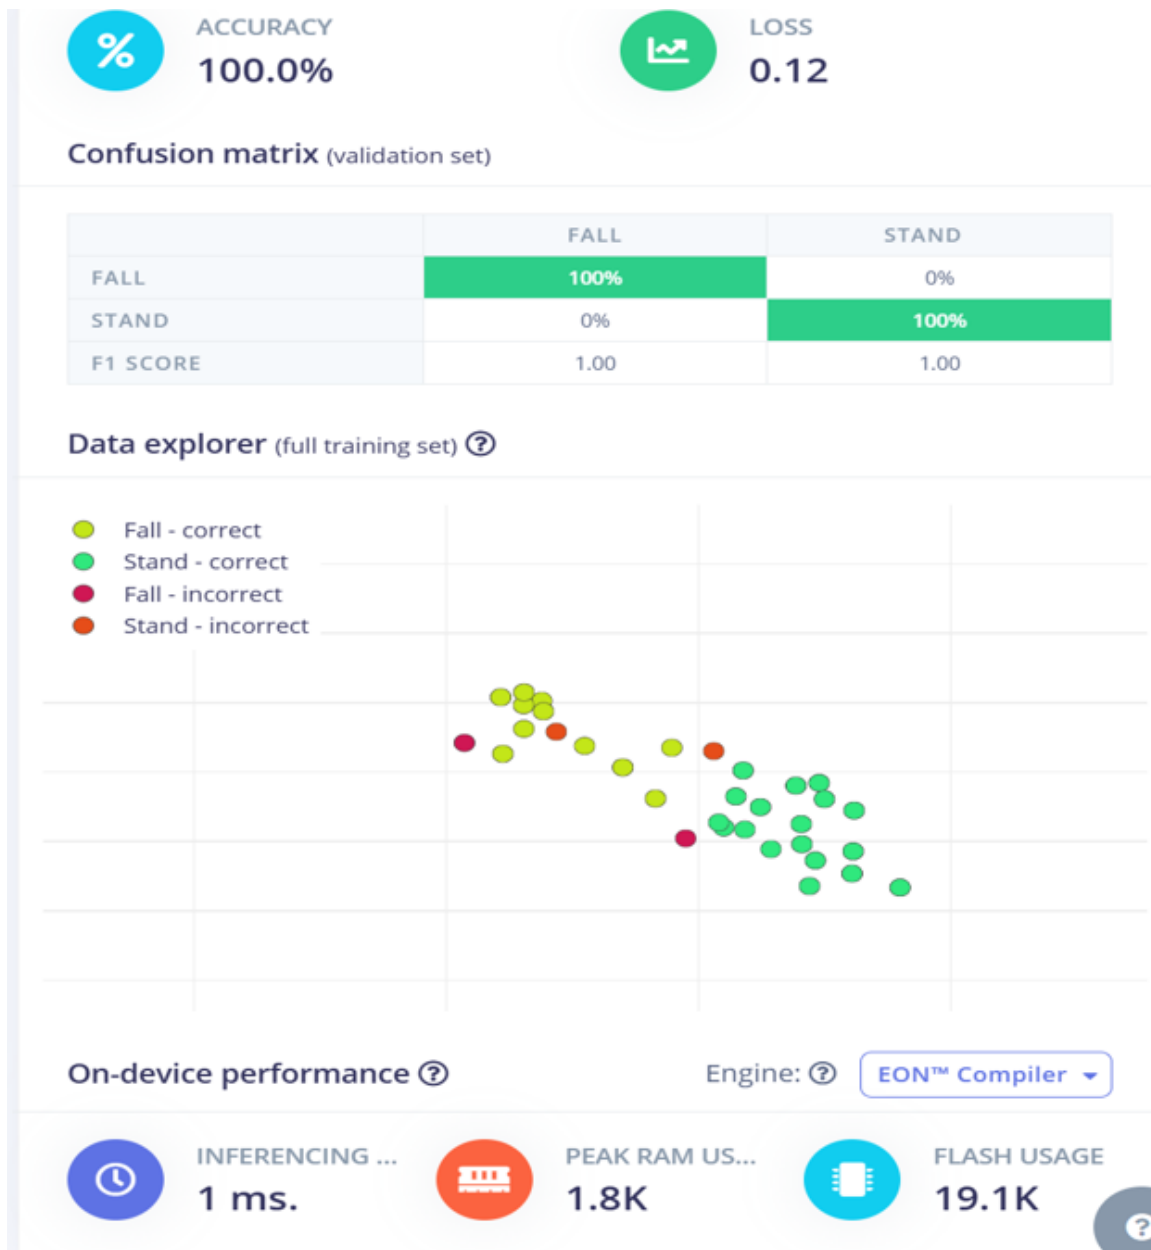 ACCURACY
100.0%
LOSS
0.12
Confusion matrix (validation set)
FALL STAND
FALL 100% 0%
STAND 0% 100%
F1 SCORE 1.00 1.00
Data explorer (full training set) ?
Fall - correct
Stand - correct
Fall - incorrect
Stand - incorrect
On-device performance ?
Engine: ? EON™ Compiler
INFERENCING ...
1 ms.
PEAK RAM US...
1.8K
FLASH USAGE
19.1K
?